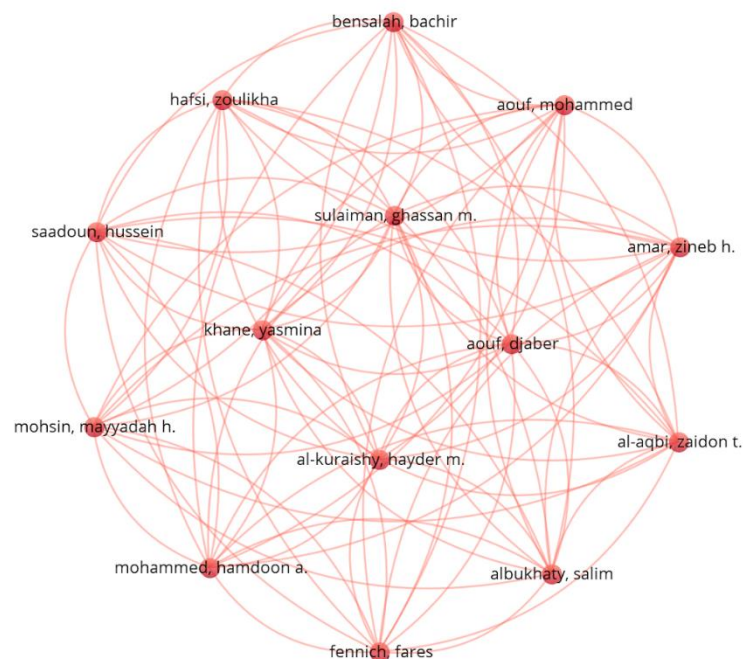 bensalah, bachir
hafsi, zoulikha
aouf, mohammed
sulaiman, ghassan m.
saadoun, hussein
amar, zineb h.
khane, yasmina
aouf, djaber
mohsin, mayyadah h.
al-aqbi, zaidon t.
al-kuraishy, hayder m.
mohammed, hamdoon a.
albukhaty, salim
fennich, fares